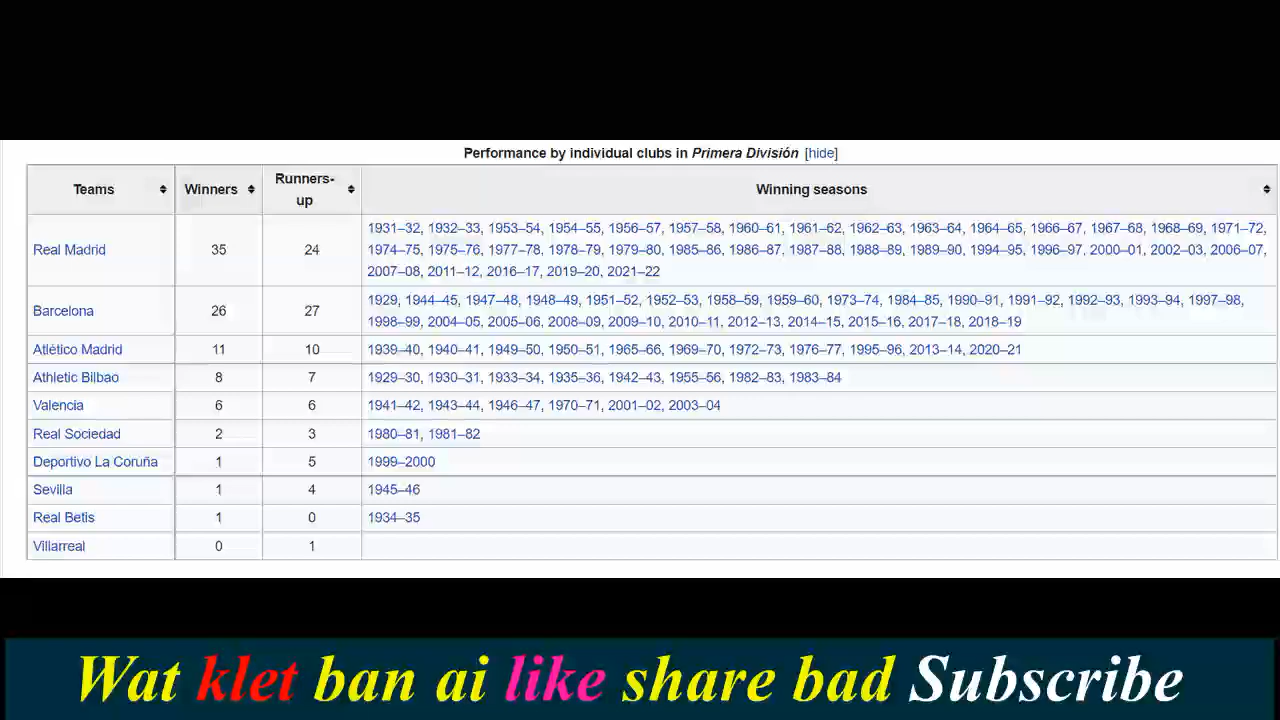 Performance by individual clubs in Primera División [hide]
Teams Winners Runners-up Winning seasons
Real Madrid 35 24 1931–32, 1932–33, 1953–54, 1954–55, 1956–57, 1957–58, 1960–61, 1961–62, 1962–63, 1963–64, 1964–65, 1966–67, 1967–68, 1968–69, 1971–72,
1974–75, 1975–76, 1977–78, 1978–79, 1979–80, 1985–86, 1986–87, 1987–88, 1988–89, 1989–90, 1994–95, 1996–97, 2000–01, 2002–03, 2006–07,
2007–08, 2011–12, 2016–17, 2019–20, 2021–22
Barcelona 26 27 1929, 1944–45, 1947–48, 1948–49, 1951–52, 1952–53, 1958–59, 1959–60, 1973–74, 1984–85, 1990–91, 1991–92, 1992–93, 1993–94, 1997–98,
1998–99, 2004–05, 2005–06, 2008–09, 2009–10, 2010–11, 2012–13, 2014–15, 2015–16, 2017–18, 2018–19
Atlético Madrid 11 10 1939–40, 1940–41, 1949–50, 1950–51, 1965–66, 1969–70, 1972–73, 1976–77, 1995–96, 2013–14, 2020–21
Athletic Bilbao 8 7 1929–30, 1930–31, 1933–34, 1935–36, 1942–43, 1955–56, 1982–83, 1983–84
Valencia 6 6 1941–42, 1943–44, 1946–47, 1970–71, 2001–02, 2003–04
Real Sociedad 2 3 1980–81, 1981–82
Deportivo La Coruña 1 5 1999–2000
Sevilla 1 4 1945–46
Real Betis 1 0 1934–35
Villarreal 0 1
Wat klet ban ai like share bad Subscribe